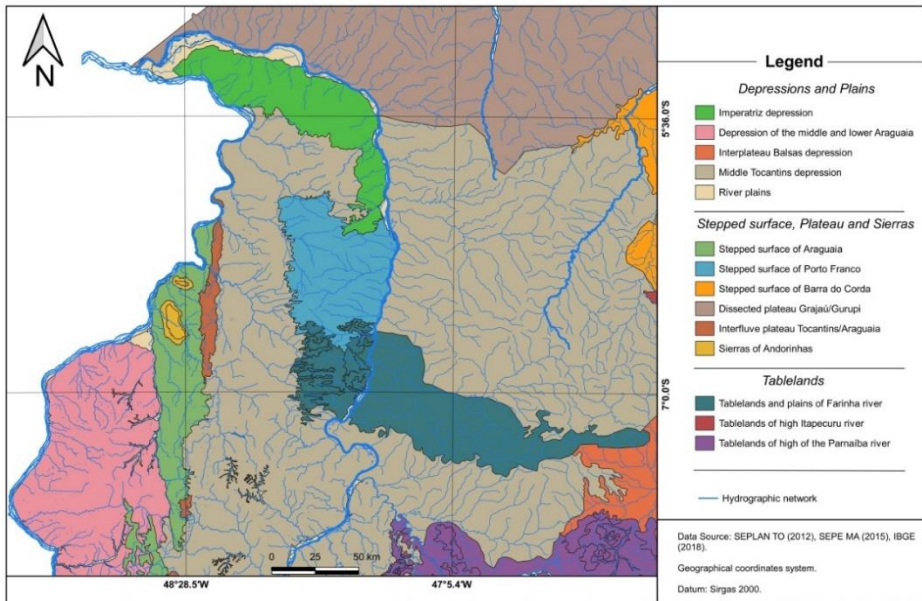 N
5°36.0'S
7°0.0'S
0 25 50 km
48°28.5'W
47°5.4'W
Legend
Depressions and Plains
Imperatriz depression
Depression of the middle and lower Araguaia
Interplateau Balsas depression
Middle Tocantins depression
River plains
Stepped surface, Plateau and Sierras
Stepped surface of Araguaia
Stepped surface of Porto Franco
Stepped surface of Barra do Corda
Dissected plateau Grajaú/Gurupi
Interfluve plateau Tocantins/Araguaia
Sierras of Andorinhas
Tablelands
Tablelands and plains of Farinha river
Tablelands of high Itapecuru river
Tablelands of high of the Parnaíba river
Hydrographic network
Data Source: SEPLAN TO (2012), SEPE MA (2015), IBGE
(2018).
Geographical coordinates system.
Datum: Sirgas 2000.